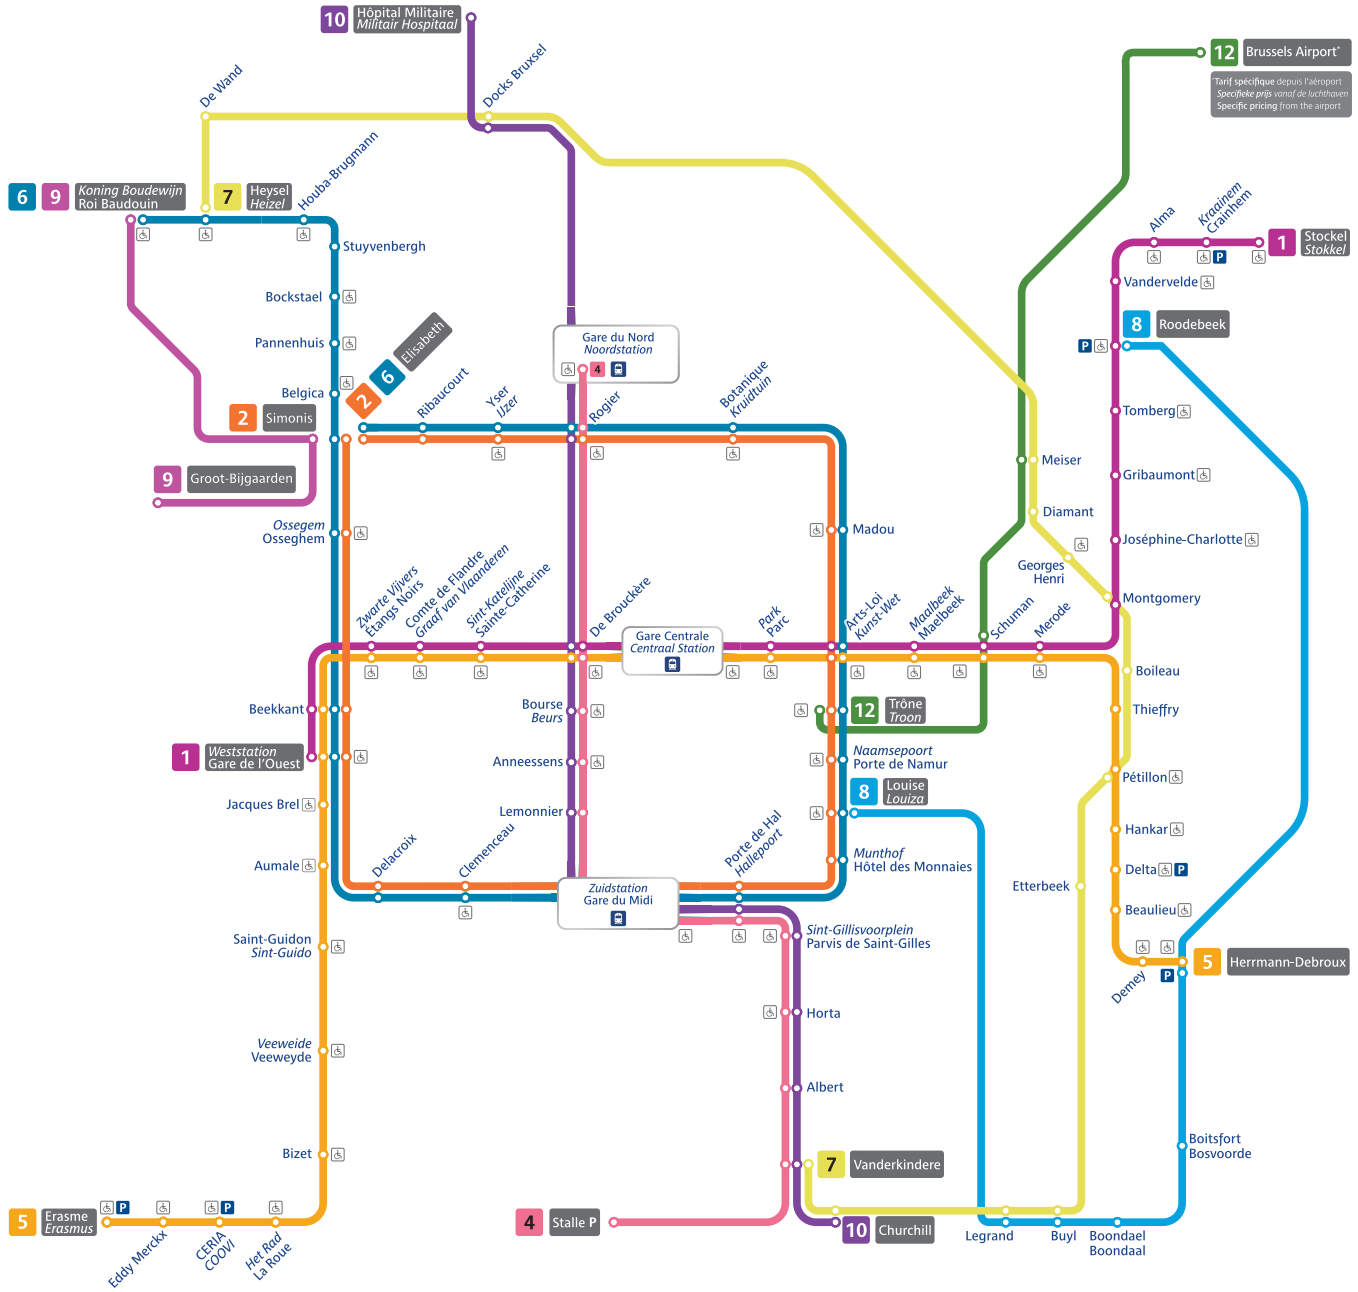 10
Hôpital Militaire
Militair Hospitaal
12
Brussels Airport*
*Tarif spécifique depuis l'aéroport
Specifieke prijs vanaf de luchthaven
Specific pricing from the airport
De Wand
Docks Bruxsel
Houba-Brugmann
6
9
Koning Boudewijn
Roi Baudouin
7
Heysel
Heizel
Stuyvenbergh
Alma
Kraainem
Crainhem
P
1
Stockel
Stokkel
Bockstael
Vandervelde
Pannenhuis
8
Roodebeek
P
Gare du Nord
Noordstation
4
Belgica
2
6
Elisabeth
2
Simonis
Ribaucourt
Yser
IJzer
Rogier
Botanique
Kruidtuin
Tomberg
9
Groot-Bijgaarden
Meiser
Gribaumont
Diamant
Ossegem
Osseghem
Madou
Joséphine-Charlotte
Georges
Henri
Montgomery
Zwarte Vijvers
Étangs Noirs
Comte de Flandre
Graaf van Vlaanderen
Sint-Katelijne
Sainte-Catherine
De Brouckère
Gare Centrale
Centraal Station
Park
Parc
Arts-Loi
Kunst-Wet
Maalbeek
Maelbeek
Schuman
Merode
Boileau
Beekkant
Bourse
Beurs
12
Trône
Troon
Thieffry
1
Weststation
Gare de l'Ouest
Anneessens
Naamsepoort
Porte de Namur
Pétillon
Jacques Brel
Lemonnier
8
Louise
Louiza
Hankar
Aumale
Delacroix
Clemenceau
Porte de Hal
Hallepoort
Munthof
Hôtel des Monnaies
Delta
P
Zuidstation
Gare du Midi
Etterbeek
Beaulieu
Saint-Guidon
Sint-Guido
Sint-Gillisvoorplein
Parvis de Saint-Gilles
Demey
P
5
Herrmann-Debroux
Horta
Veeweide
Veeweyde
Albert
Bizet
7
Vanderkindere
Boitsfort
Bosvoorde
5
Erasme
Erasmus
P
P
Eddy Merckx
CERIA
COOVI
Het Rad
La Roue
4
Stalle P
10
Churchill
Legrand
Buyl
Boondael
Boondaal